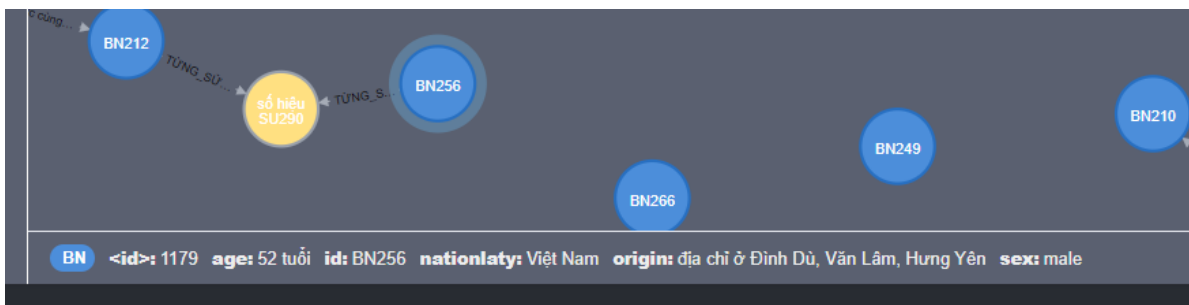 c cùng...
BN212
TỪNG_SỬ...
số hiệu
SU290
TỪNG_S...
BN256
BN266
BN249
BN210
BN <id>: 1179 age: 52 tuổi id: BN256 nationlaty: Việt Nam origin: địa chỉ ở Đình Dù, Văn Lâm, Hưng Yên sex: male